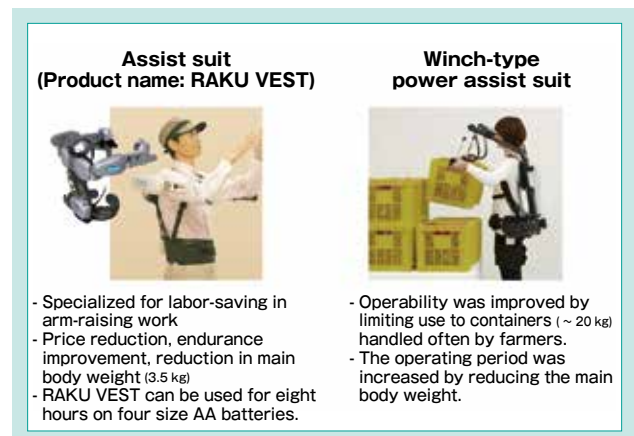 Assist suit
(Product name: RAKU VEST)
- Specialized for labor-saving in
arm-raising work
- Price reduction, endurance
improvement, reduction in main
body weight (3.5 kg)
- RAKU VEST can be used for eight
hours on four size AA batteries.
Winch-type
power assist suit
- Operability was improved by
limiting use to containers ( ~ 20 kg)
handled often by farmers.
- The operating period was
increased by reducing the main
body weight.